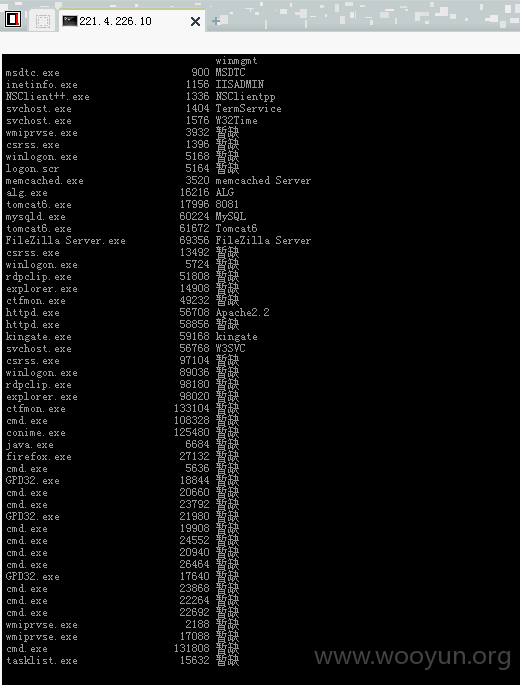 221.4.226.10
winmgmt
msdtc.exe 900 MSDTC
inetinfo.exe 1156 IISADMIN
NSClient++.exe 1336 NSClientpp
svchost.exe 1404 TermService
svchost.exe 1576 W32Time
wmiprvse.exe 3932 暂缺
csrss.exe 1396 暂缺
winlogon.exe 5168 暂缺
logon.scr 5164 暂缺
memcached.exe 3520 memcached Server
alg.exe 16216 ALG
tomcat6.exe 17996 8081
mysqld.exe 60224 MySQL
tomcat6.exe 61672 Tomcat6
FileZilla Server.exe 69356 FileZilla Server
csrss.exe 13492 暂缺
winlogon.exe 5724 暂缺
rdpclip.exe 51808 暂缺
explorer.exe 14908 暂缺
ctfmon.exe 49232 暂缺
httpd.exe 56708 Apache2.2
httpd.exe 58856 暂缺
kingate.exe 59168 kingate
svchost.exe 56768 W3SVC
csrss.exe 97104 暂缺
winlogon.exe 89036 暂缺
rdpclip.exe 98180 暂缺
explorer.exe 98020 暂缺
ctfmon.exe 133104 暂缺
cmd.exe 108328 暂缺
conime.exe 125480 暂缺
java.exe 6684 暂缺
firefox.exe 27132 暂缺
cmd.exe 5636 暂缺
GPD32.exe 18844 暂缺
cmd.exe 20660 暂缺
cmd.exe 23792 暂缺
GPD32.exe 21980 暂缺
cmd.exe 19908 暂缺
cmd.exe 24552 暂缺
cmd.exe 20940 暂缺
cmd.exe 26464 暂缺
GPD32.exe 17640 暂缺
cmd.exe 23868 暂缺
cmd.exe 22264 暂缺
cmd.exe 22692 暂缺
wmiprvse.exe 2188 暂缺
wmiprvse.exe 17088 暂缺
cmd.exe 131808 暂缺
tasklist.exe 15632 暂缺
www.wooyun.org